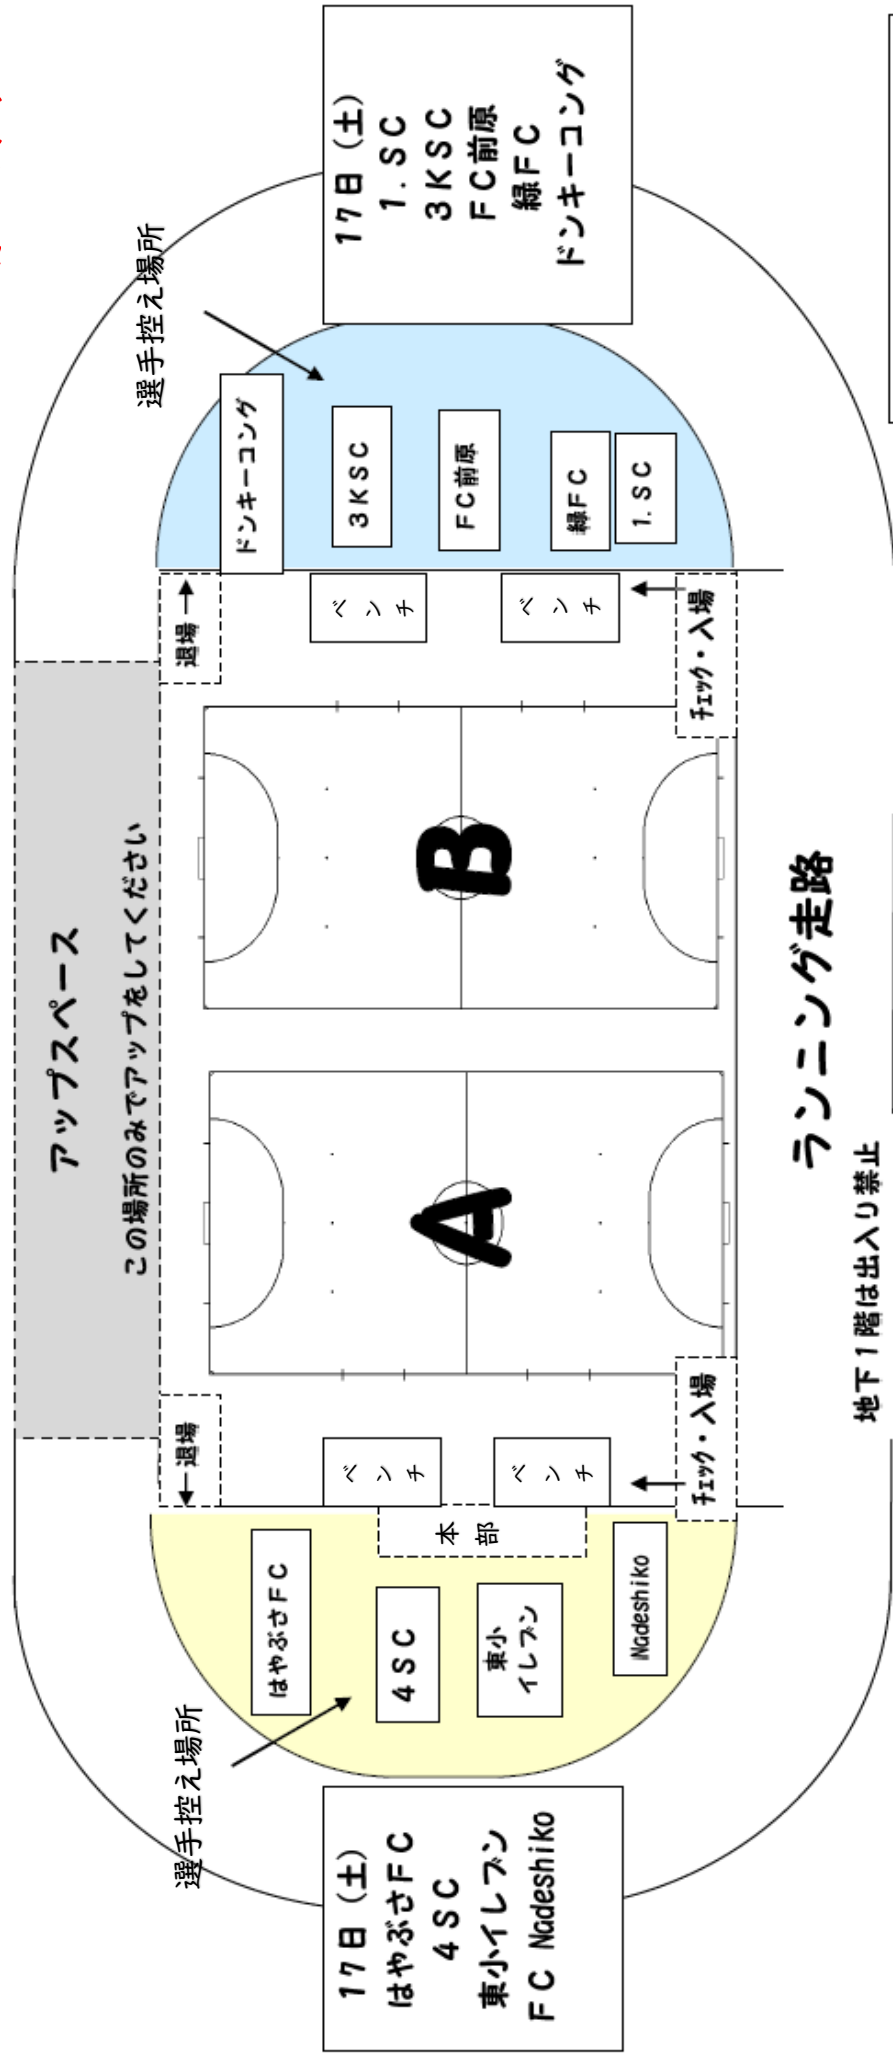 アップスペース
この場所のみでアップをしてください
選手控え場所
選手控え場所
←退場
退場→
はやぶさFC
4SC
東小
イレブン
Nadeshiko
本部
ベンチ
ベンチ
A
B
ベンチ
ベンチ
ドンキーコング
3KSC
FC前原
緑FC
1.SC
チェック・入場
チェック・入場
17日（土）
はやぶさFC
4SC
東小イレブン
FC Nadeshiko
17日（土）
1.SC
3KSC
FC前原
緑FC
ドンキーコング
ランニング走路
地下1階は出入り禁止